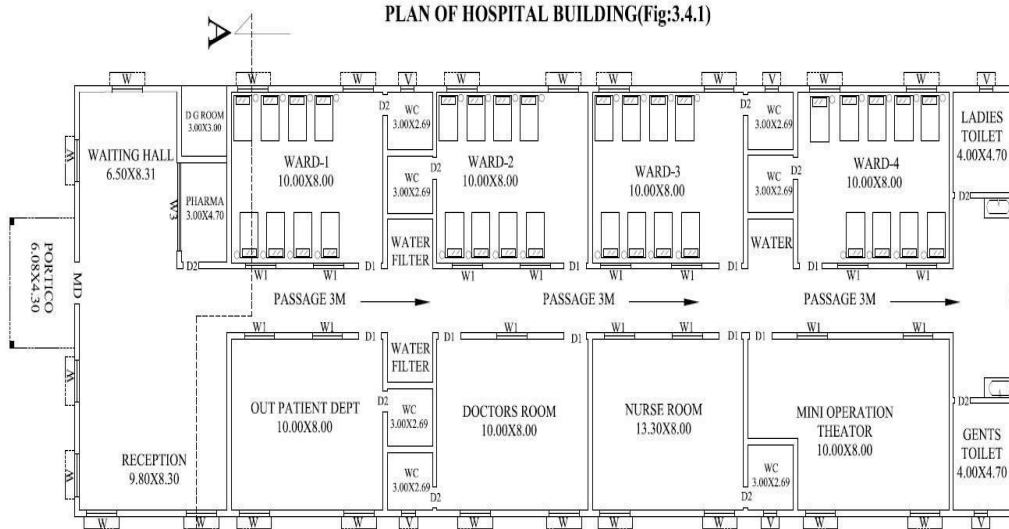 PLAN OF HOSPITAL BUILDING(Fig:3.4.1)
A
W W W V W W W V W W V
D G ROOM
3.00X3.00
WAITING HALL
6.50X8.31
PHARMA
3.00X4.70
W3
D2
WARD-1
10.00X8.00
D2
WC
3.00X2.69
WC
3.00X2.69
WATER
FILTER
D2
WARD-2
10.00X8.00
WARD-3
10.00X8.00
D2
WC
3.00X2.69
WC
3.00X2.69
WATER
D2
WARD-4
10.00X8.00
LADIES
TOILET
4.00X4.70
D2
W
W1 W1 D1 W1 W1 D1 W1 W1 D1 D1 W1 W1
PORTICO
6.08X4.30
MD
PASSAGE 3M
PASSAGE 3M
PASSAGE 3M
W1 W1 D1 D1 W1 D1 W1 W1 D1 D1 W1 W1
W
W
WATER
FILTER
OUT PATIENT DEPT
10.00X8.00
D2
WC
3.00X2.69
WC
3.00X2.69
D2
DOCTORS ROOM
10.00X8.00
NURSE ROOM
13.30X8.00
MINI OPERATION
THEATOR
10.00X8.00
WC
3.00X2.69
D2
D2
GENTS
TOILET
4.00X4.70
RECEPTION
9.80X8.30
W W W W V W W W W V W W V